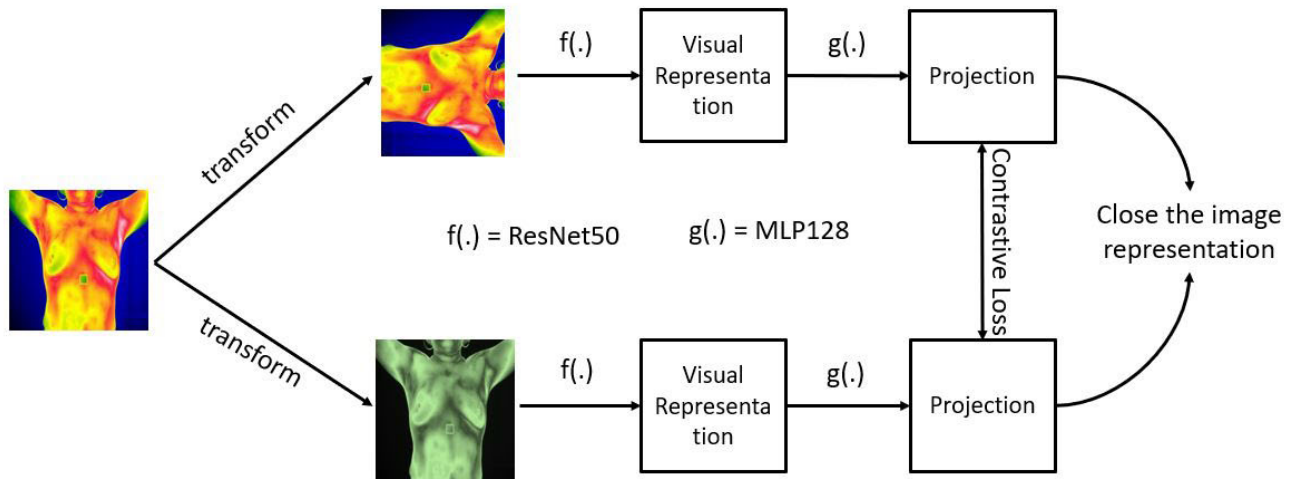 f(.)
Visual
Representa
tion
g(.)
Projection
transform
f(.) = ResNet50
g(.) = MLP128
Contrastive Loss
Close the image
representation
transform
f(.)
Visual
Representa
tion
g(.)
Projection